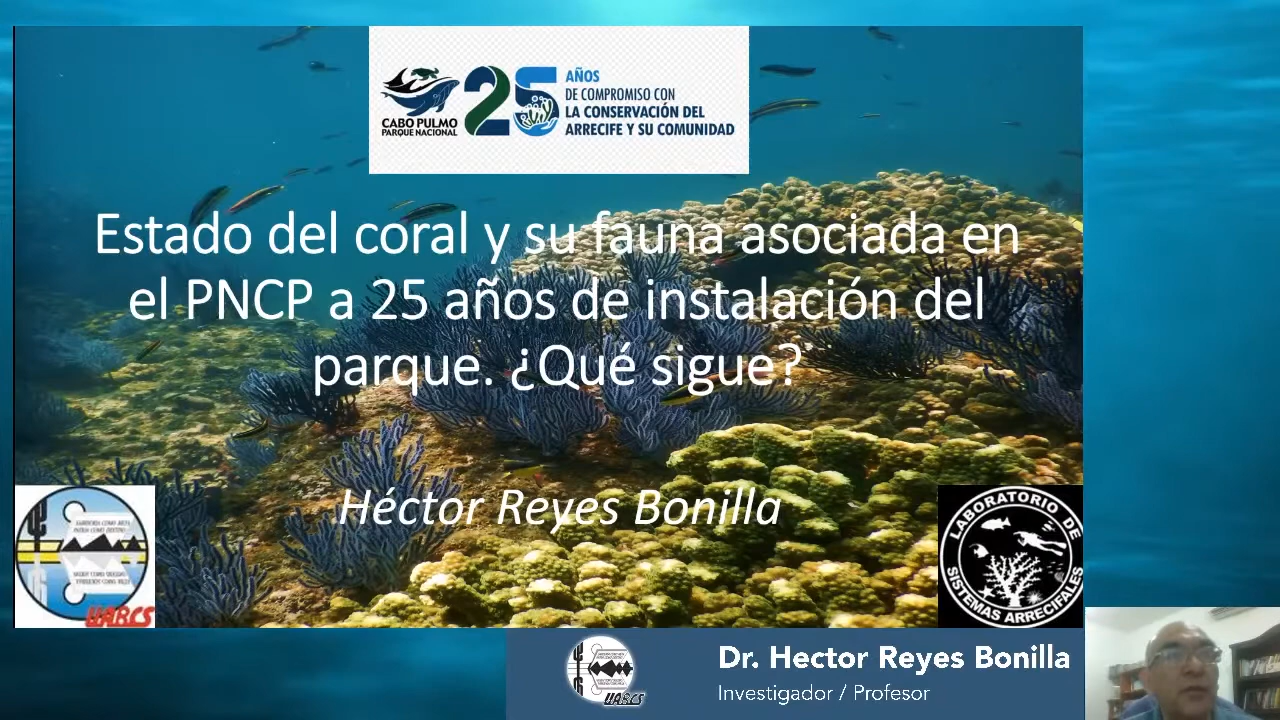 CABO PULMO
PARQUE NACIONAL
25 AÑOS
DE COMPROMISO CON
LA CONSERVACIÓN DEL
ARRECIFE Y SU COMUNIDAD
Estado del coral y su fauna asociada en
el PNCP a 25 años de instalación del
parque. ¿Qué sigue?
Héctor Reyes Bonilla
UABCS
LABORATORIO DE
SISTEMAS ARRECIFALES
Dr. Hector Reyes Bonilla
Investigador / Profesor
UABCS